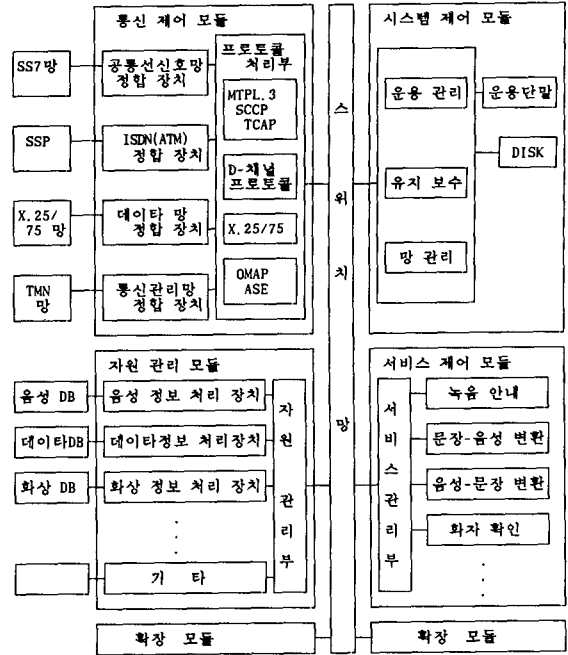 통신 제어 모듈
SS7망
공통선신호망
정합 장치
SSP
ISDN(ATM)
정합 장치
X.25/
75 망
데이타 망
정합 장치
TMN
망
통신관리망
정합 장치
프로토콜
처리부
MTPL.3
SCCP
TCAP
D-채널
프로토콜
X.25/75
OMAP
ASE
스
위
치
망
시스템 제어 모듈
운용 관리
운용단말
DISK
유지 보수
망 관리
자원 관리 모듈
음성 DB
음성 정보 처리 장치
데이타DB
데이타정보 처리장치
화상 DB
화상 정보 처리 장치
기 타
자
원
관
리
부
서비스 제어 모듈
서
비
스
관
리
부
녹음 안내
문장-음성 변환
음성-문장 변환
화자 확인
확장 모듈
확장 모듈